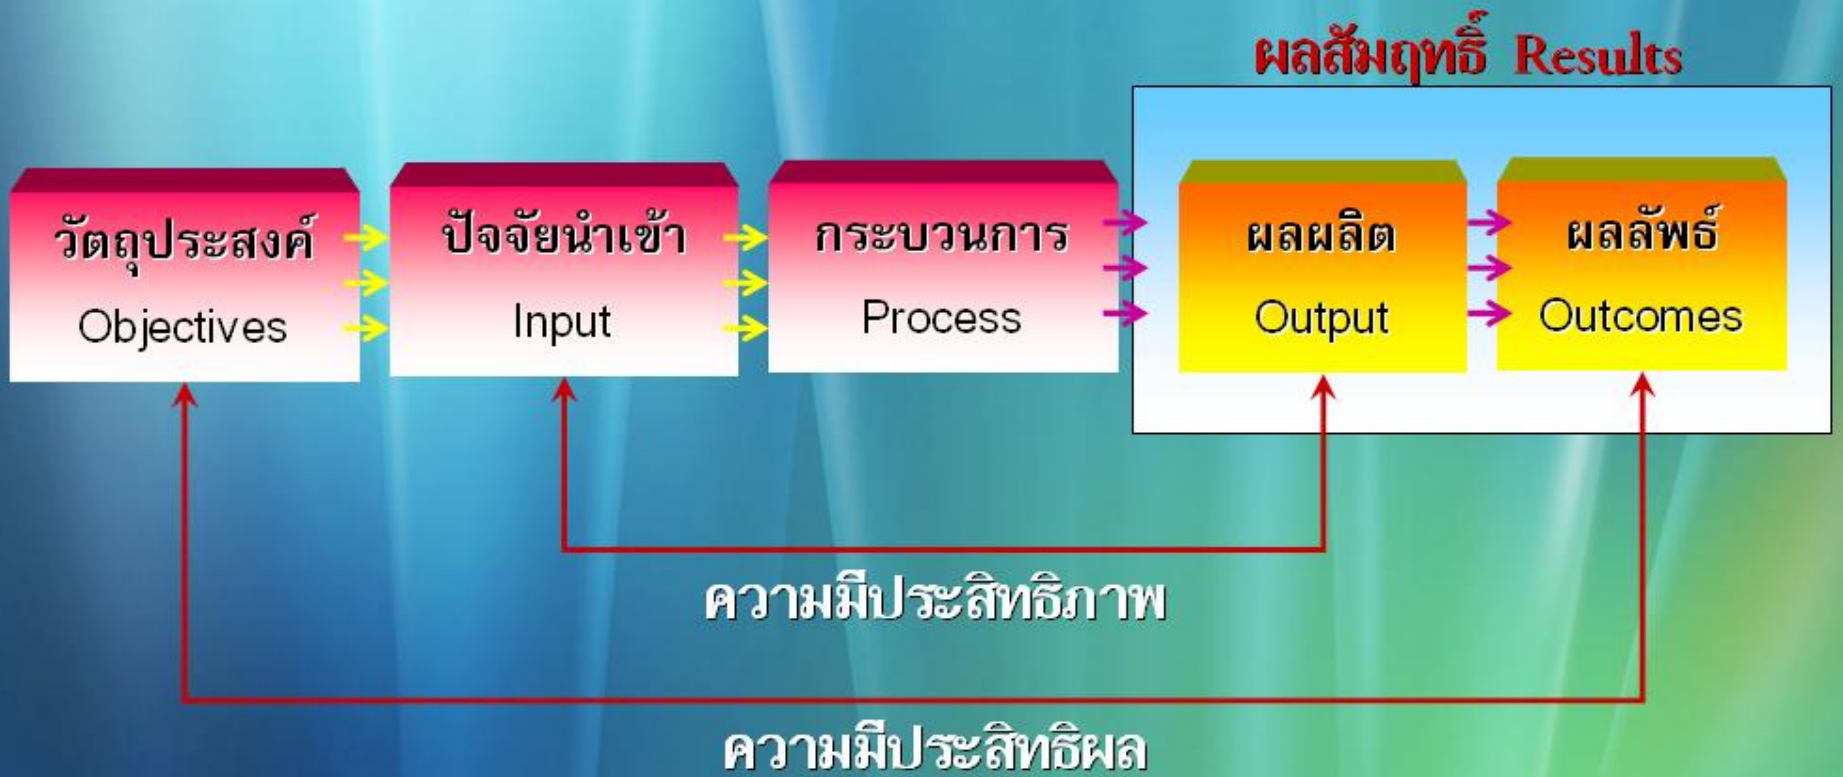 ผลสัมฤทธิ์ Results
วัตถุประสงค์
Objectives
ปัจจัยนำเข้า
Input
กระบวนการ
Process
ผลผลิต
Output
ผลลัพธ์
Outcomes
ความมีประสิทธิภาพ
ความมีประสิทธิผล